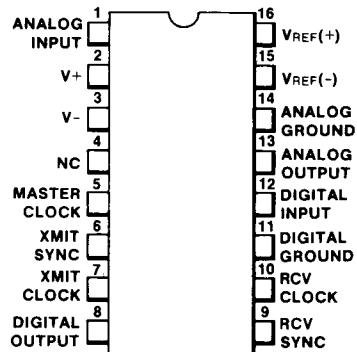 1
ANALOG
INPUT
2
V+
3
V-
4
NC
5
MASTER
CLOCK
6
XMIT
SYNC
7
XMIT
CLOCK
8
DIGITAL
OUTPUT
16
VREF(+)
15
VREF(-)
14
ANALOG
GROUND
13
ANALOG
OUTPUT
12
DIGITAL
INPUT
11
DIGITAL
GROUND
10
RCV
CLOCK
9
RCV
SYNC